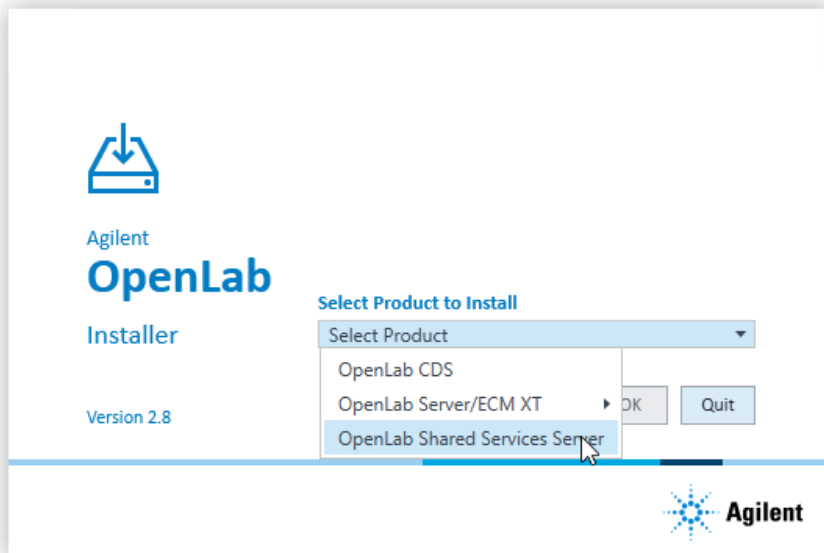 Agilent
OpenLab
Installer
Version 2.8
Select Product to Install
Select Product
OpenLab CDS
OpenLab Server/ECM XT
OpenLab Shared Services Server
OK
Quit
Agilent